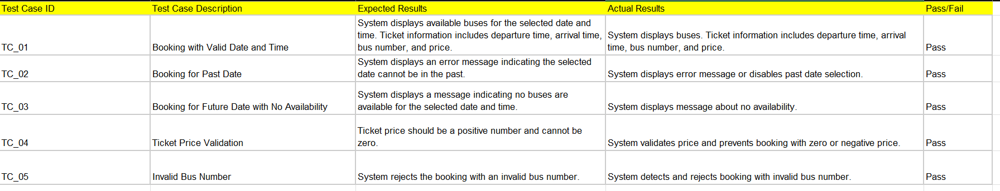 Test Case ID Test Case Description Expected Results Actual Results Pass/Fail
TC_01 Booking with Valid Date and Time
System displays available buses for the selected date and
time. Ticket information includes departure time, arrival time,
bus number, and price.
System displays buses. Ticket information includes departure time, arrival
time, bus number, and price.
Pass
TC_02 Booking for Past Date
System displays an error message indicating the selected
date cannot be in the past.
System displays error message or disables past date selection.
Pass
TC_03 Booking for Future Date with No Availability
System displays a message indicating no buses are
available for the selected date and time.
System displays message about no availability.
Pass
TC_04 Ticket Price Validation
Ticket price should be a positive number and cannot be
zero.
System validates price and prevents booking with zero or negative price.
Pass
TC_05 Invalid Bus Number
System rejects the booking with an invalid bus number.
System detects and rejects booking with invalid bus number.
Pass